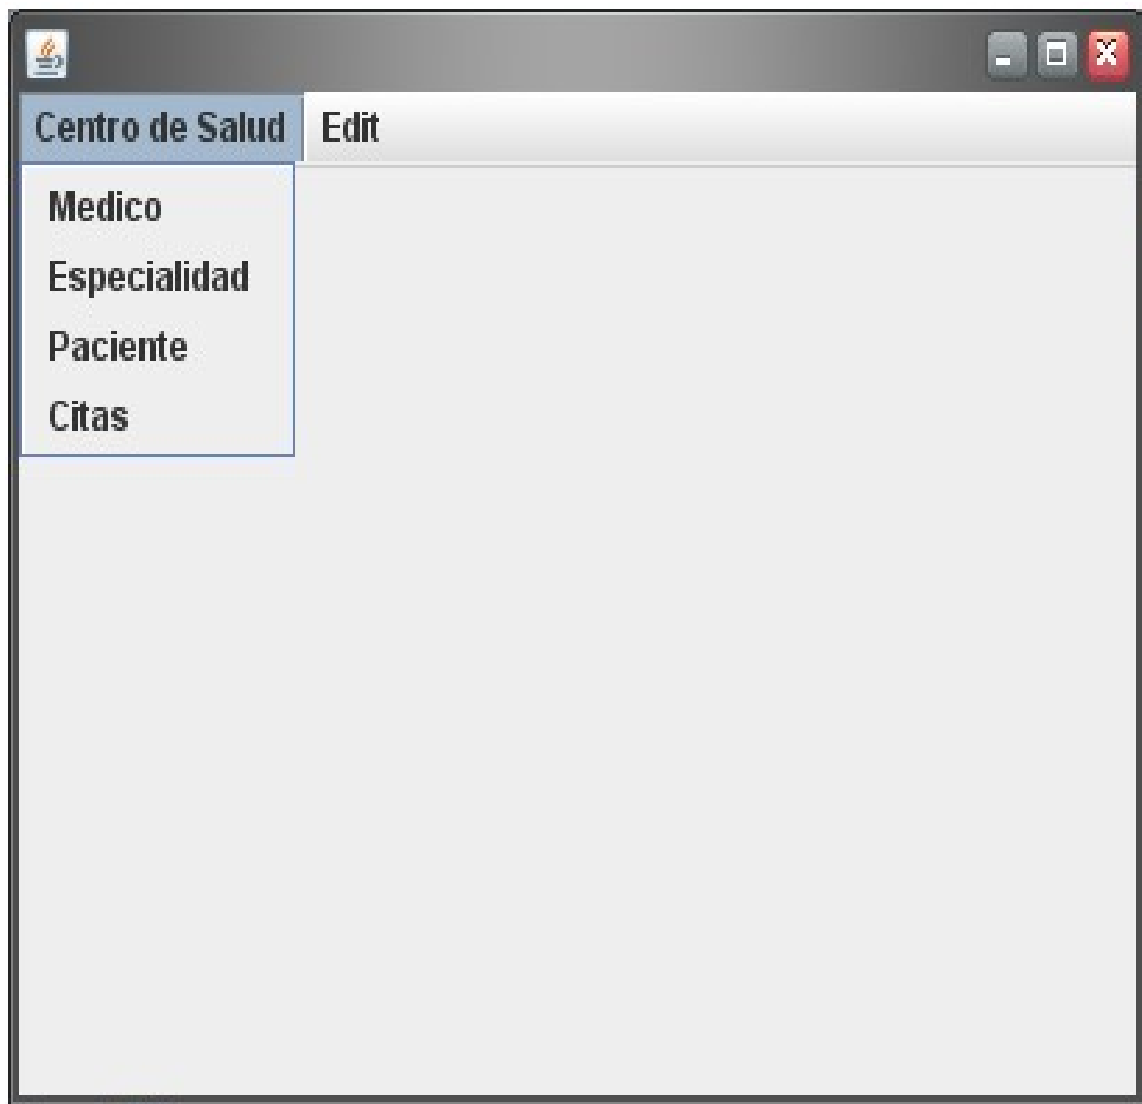 Centro de Salud Edit
Medico
Especialidad
Paciente
Citas